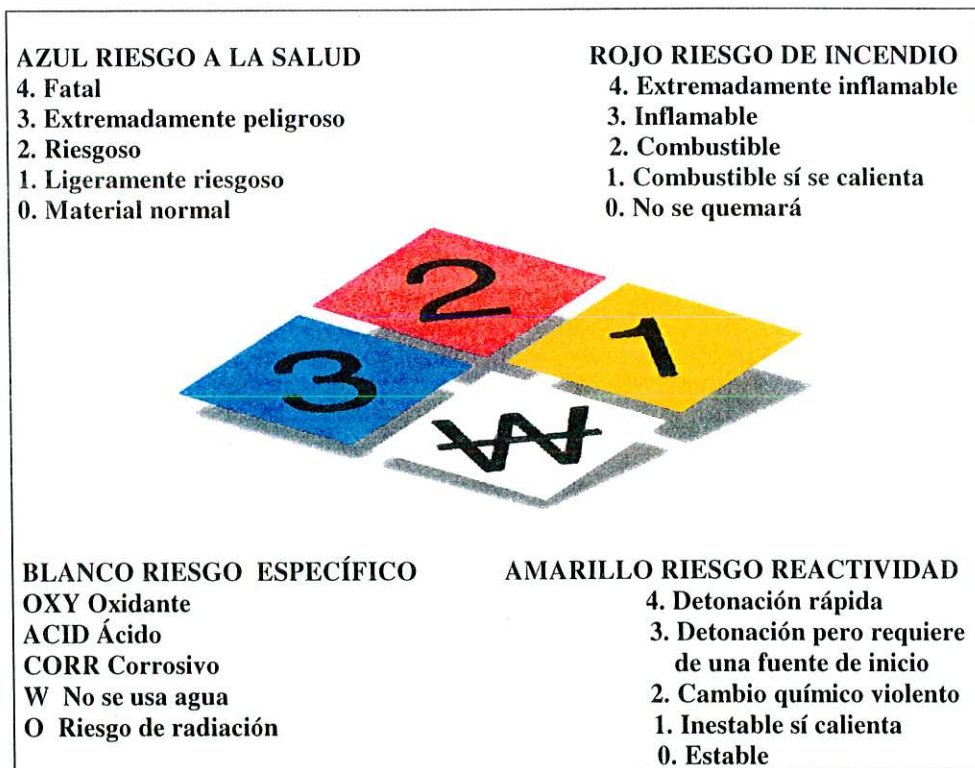 AZUL RIESGO A LA SALUD
4. Fatal
3. Extremadamente peligroso
2. Riesgoso
1. Ligeramente riesgoso
0. Material normal
ROJO RIESGO DE INCENDIO
4. Extremadamente inflamable
3. Inflamable
2. Combustible
1. Combustible sí se calienta
0. No se quemará
2
3
1
W
BLANCO RIESGO ESPECÍFICO
OXY Oxidante
ACID Ácido
CORR Corrosivo
W No se usa agua
O Riesgo de radiación
AMARILLO RIESGO REACTIVIDAD
4. Detonación rápida
3. Detonación pero requiere
de una fuente de inicio
2. Cambio químico violento
1. Inestable sí calienta
0. Estable